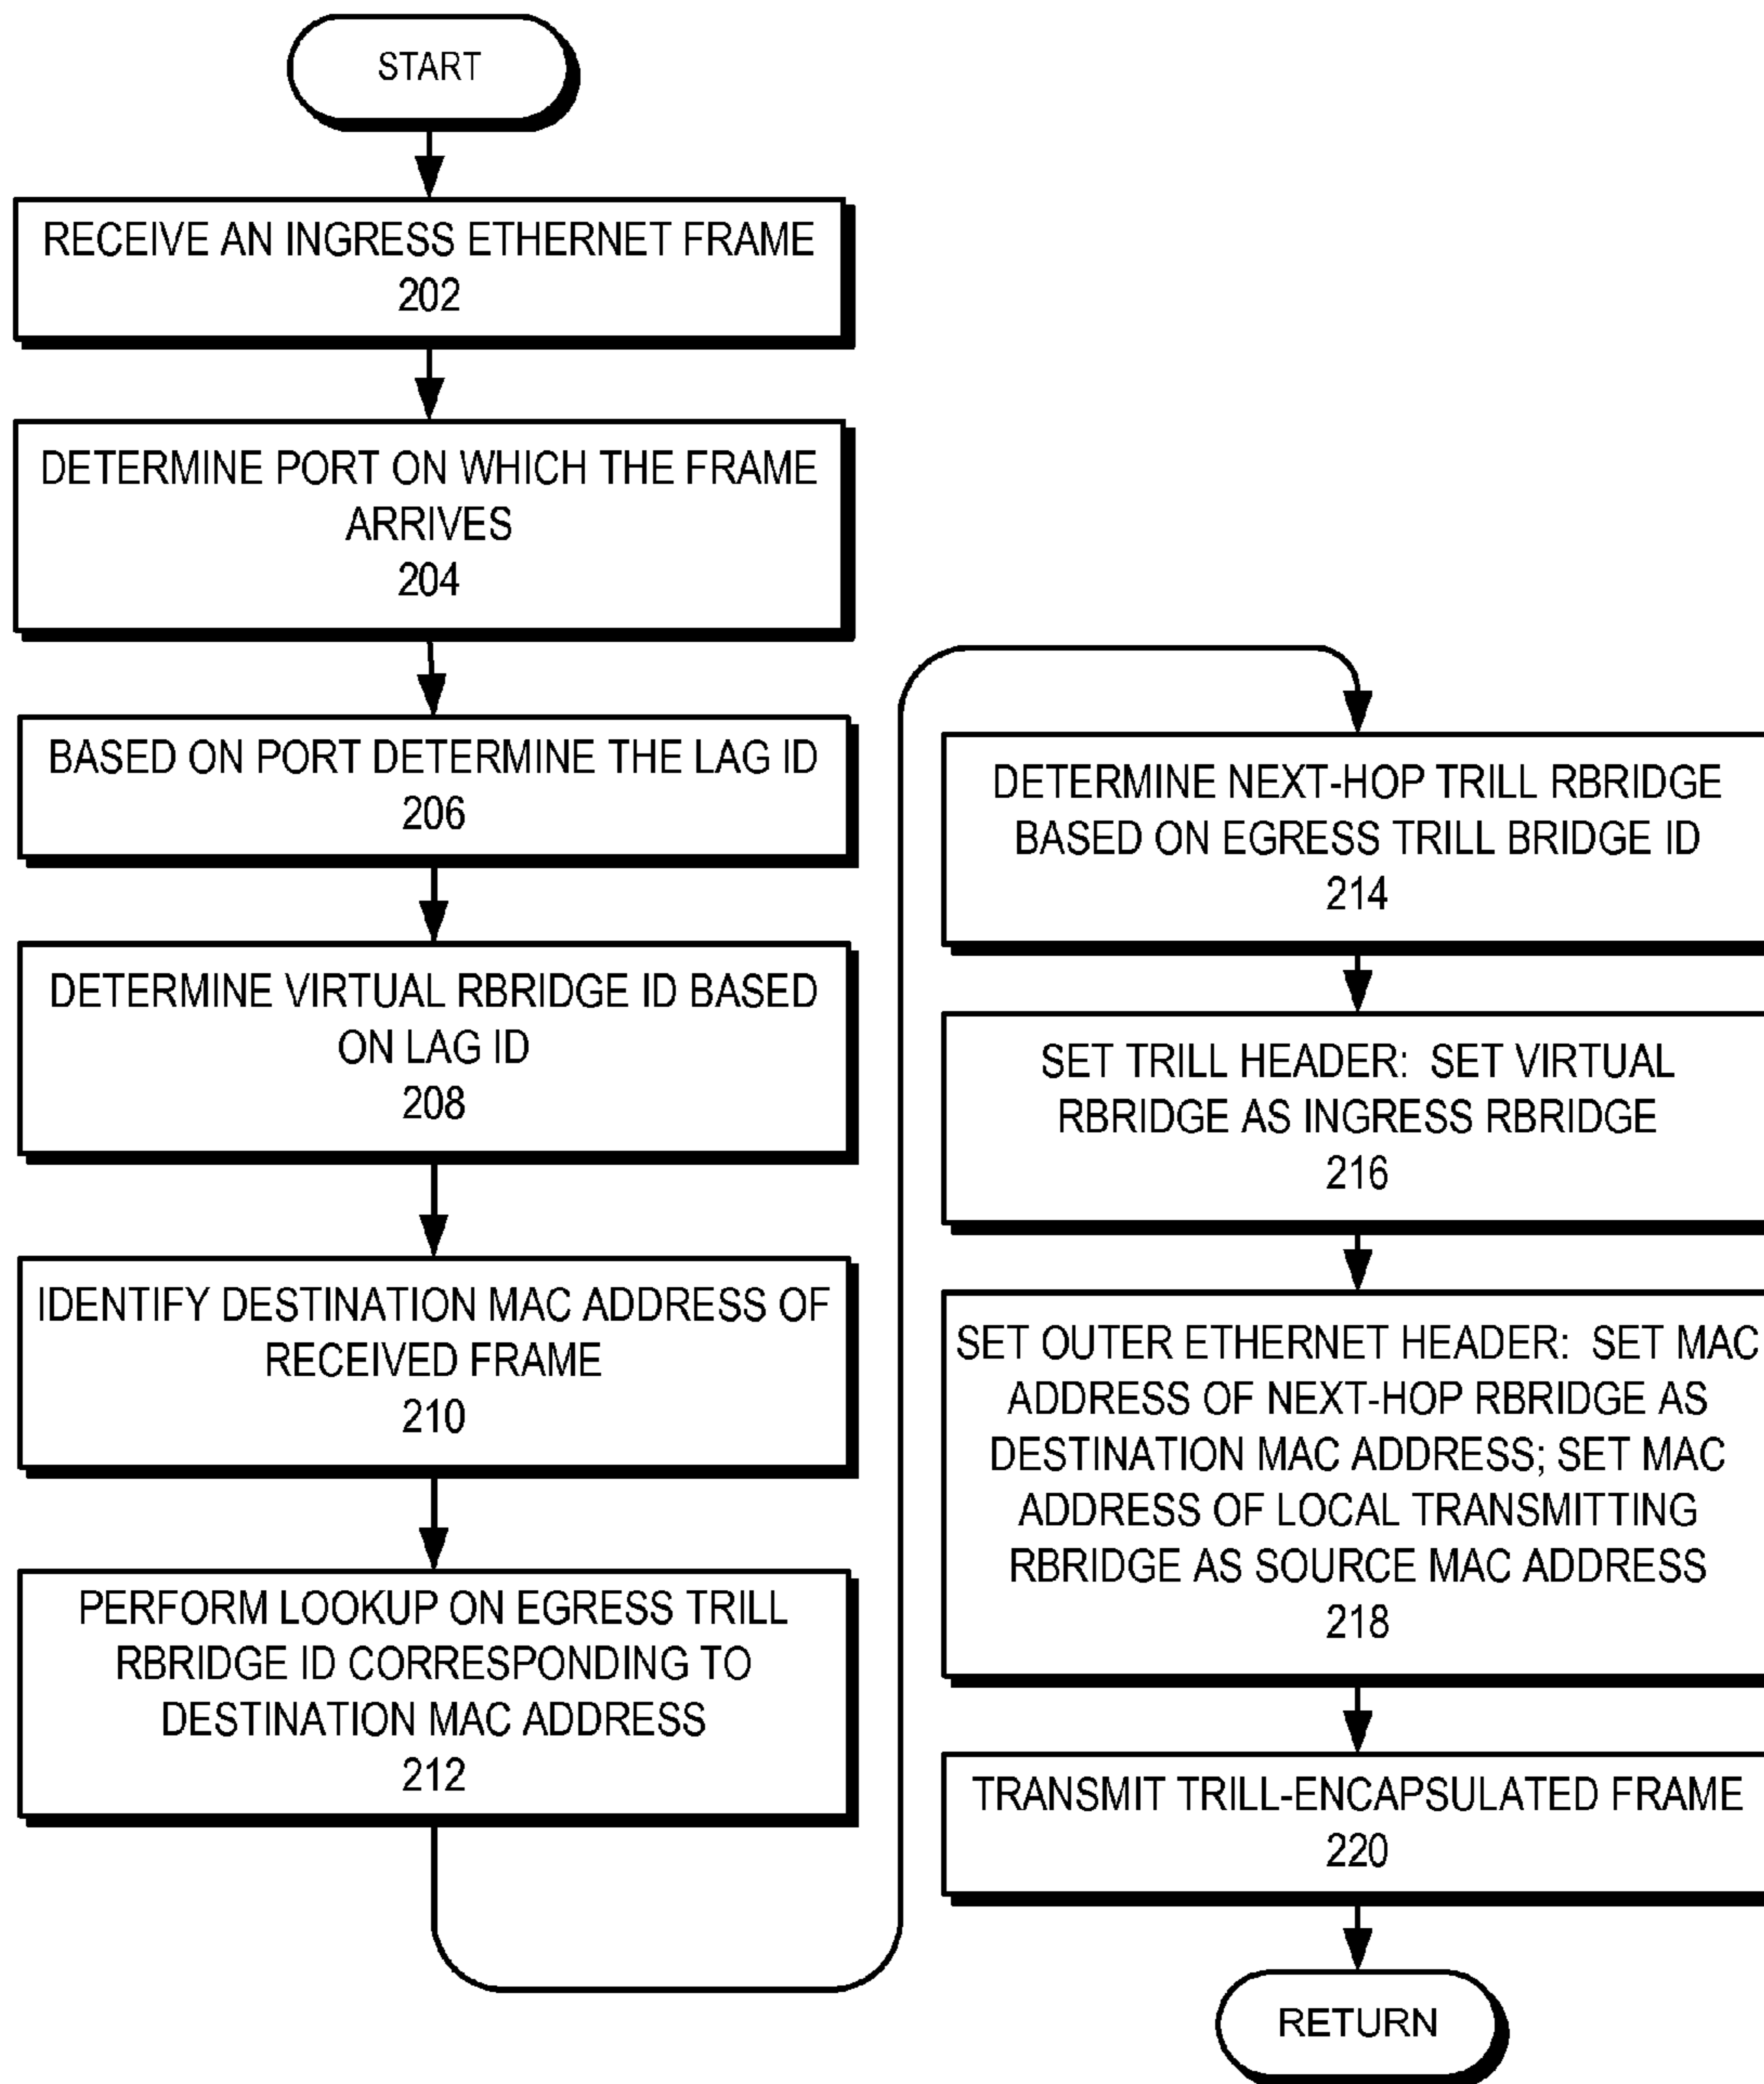 START
RECEIVE AN INGRESS ETHERNET FRAME
202
DETERMINE PORT ON WHICH THE FRAME
ARRIVES
204
BASED ON PORT DETERMINE THE LAG ID
206
DETERMINE VIRTUAL RBRIDGE ID BASED
ON LAG ID
208
IDENTIFY DESTINATION MAC ADDRESS OF
RECEIVED FRAME
210
PERFORM LOOKUP ON EGRESS TRILL
RBRIDGE ID CORRESPONDING TO
DESTINATION MAC ADDRESS
212
DETERMINE NEXT-HOP TRILL RBRIDGE
BASED ON EGRESS TRILL BRIDGE ID
214
SET TRILL HEADER: SET VIRTUAL
RBRIDGE AS INGRESS RBRIDGE
216
SET OUTER ETHERNET HEADER: SET MAC
ADDRESS OF NEXT-HOP RBRIDGE AS
DESTINATION MAC ADDRESS; SET MAC
ADDRESS OF LOCAL TRANSMITTING
RBRIDGE AS SOURCE MAC ADDRESS
218
TRANSMIT TRILL-ENCAPSULATED FRAME
220
RETURN